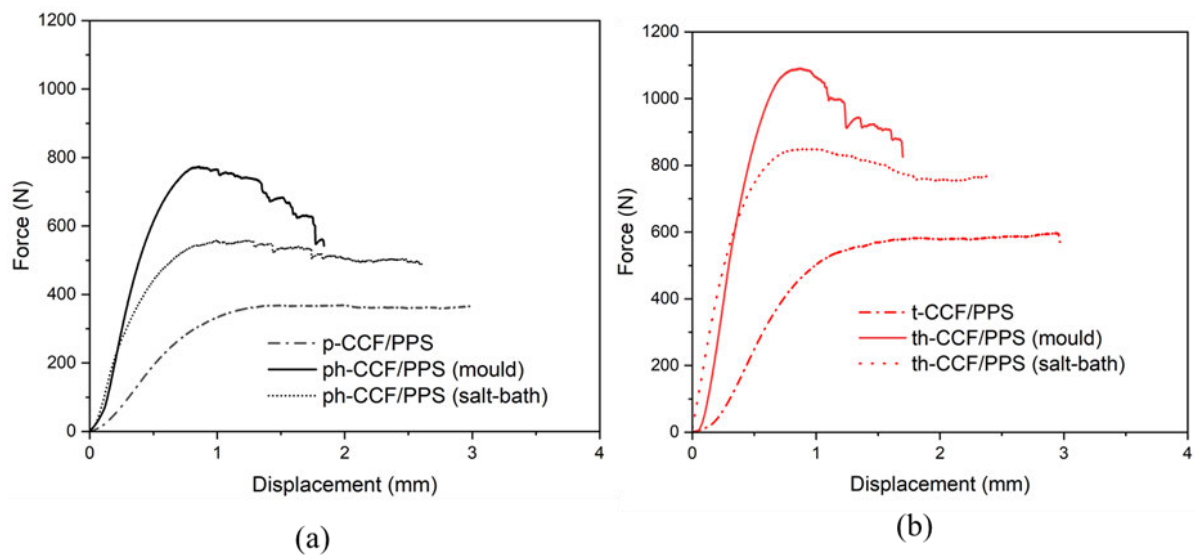 1200
1000
800
600
400
200
0
Force (N)
p-CCF/PPS
ph-CCF/PPS (mould)
ph-CCF/PPS (salt-bath)
0 1 2 3 4
Displacement (mm)
(a)
1200
1000
800
600
400
200
0
Force (N)
t-CCF/PPS
th-CCF/PPS (mould)
th-CCF/PPS (salt-bath)
0 1 2 3 4
Displacement (mm)
(b)